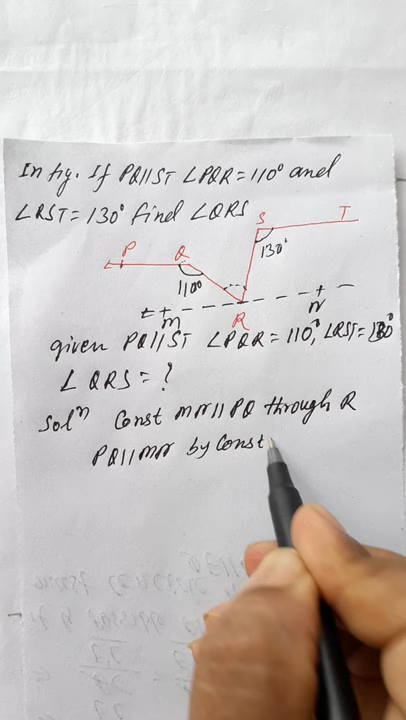 In fig. If PQ||ST ∠PQR = 110° and
∠RST = 130° find ∠QRS
S T
P Q 130°
110°
M R N
given PQ||ST ∠PQR = 110°, ∠RST = 130°
∠QRS = ?
Solⁿ Const MN || PQ through R
PQ || MN by Const